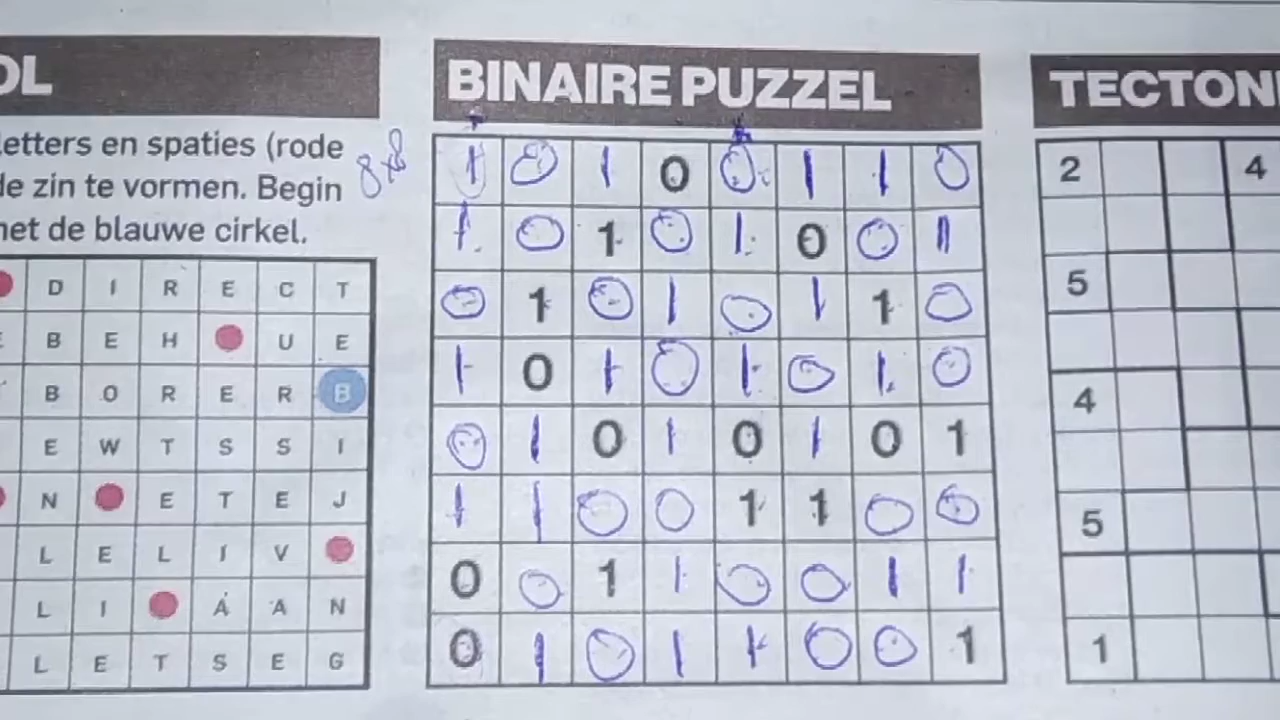 OL
BINAIRE PUZZEL
TECTONI
letters en spaties (rode
de zin te vormen. Begin
met de blauwe cirkel.
8x8
D I R E C T
B E H U E
B O R E R B
E W T S S I
N E T E J
L E L I V
L I A A N
L E T S E G
1 0 1 0 0 1 1 0
1 0 1 0 1 0 0 1
0 1 0 1 0 1 1 0
1 0 1 0 1 0 1 0
0 1 0 1 0 1 0 1
1 1 0 0 1 1 0 0
0 0 1 1 0 0 1 1
0 1 0 1 1 0 0 1
2 4
5
4
5
1